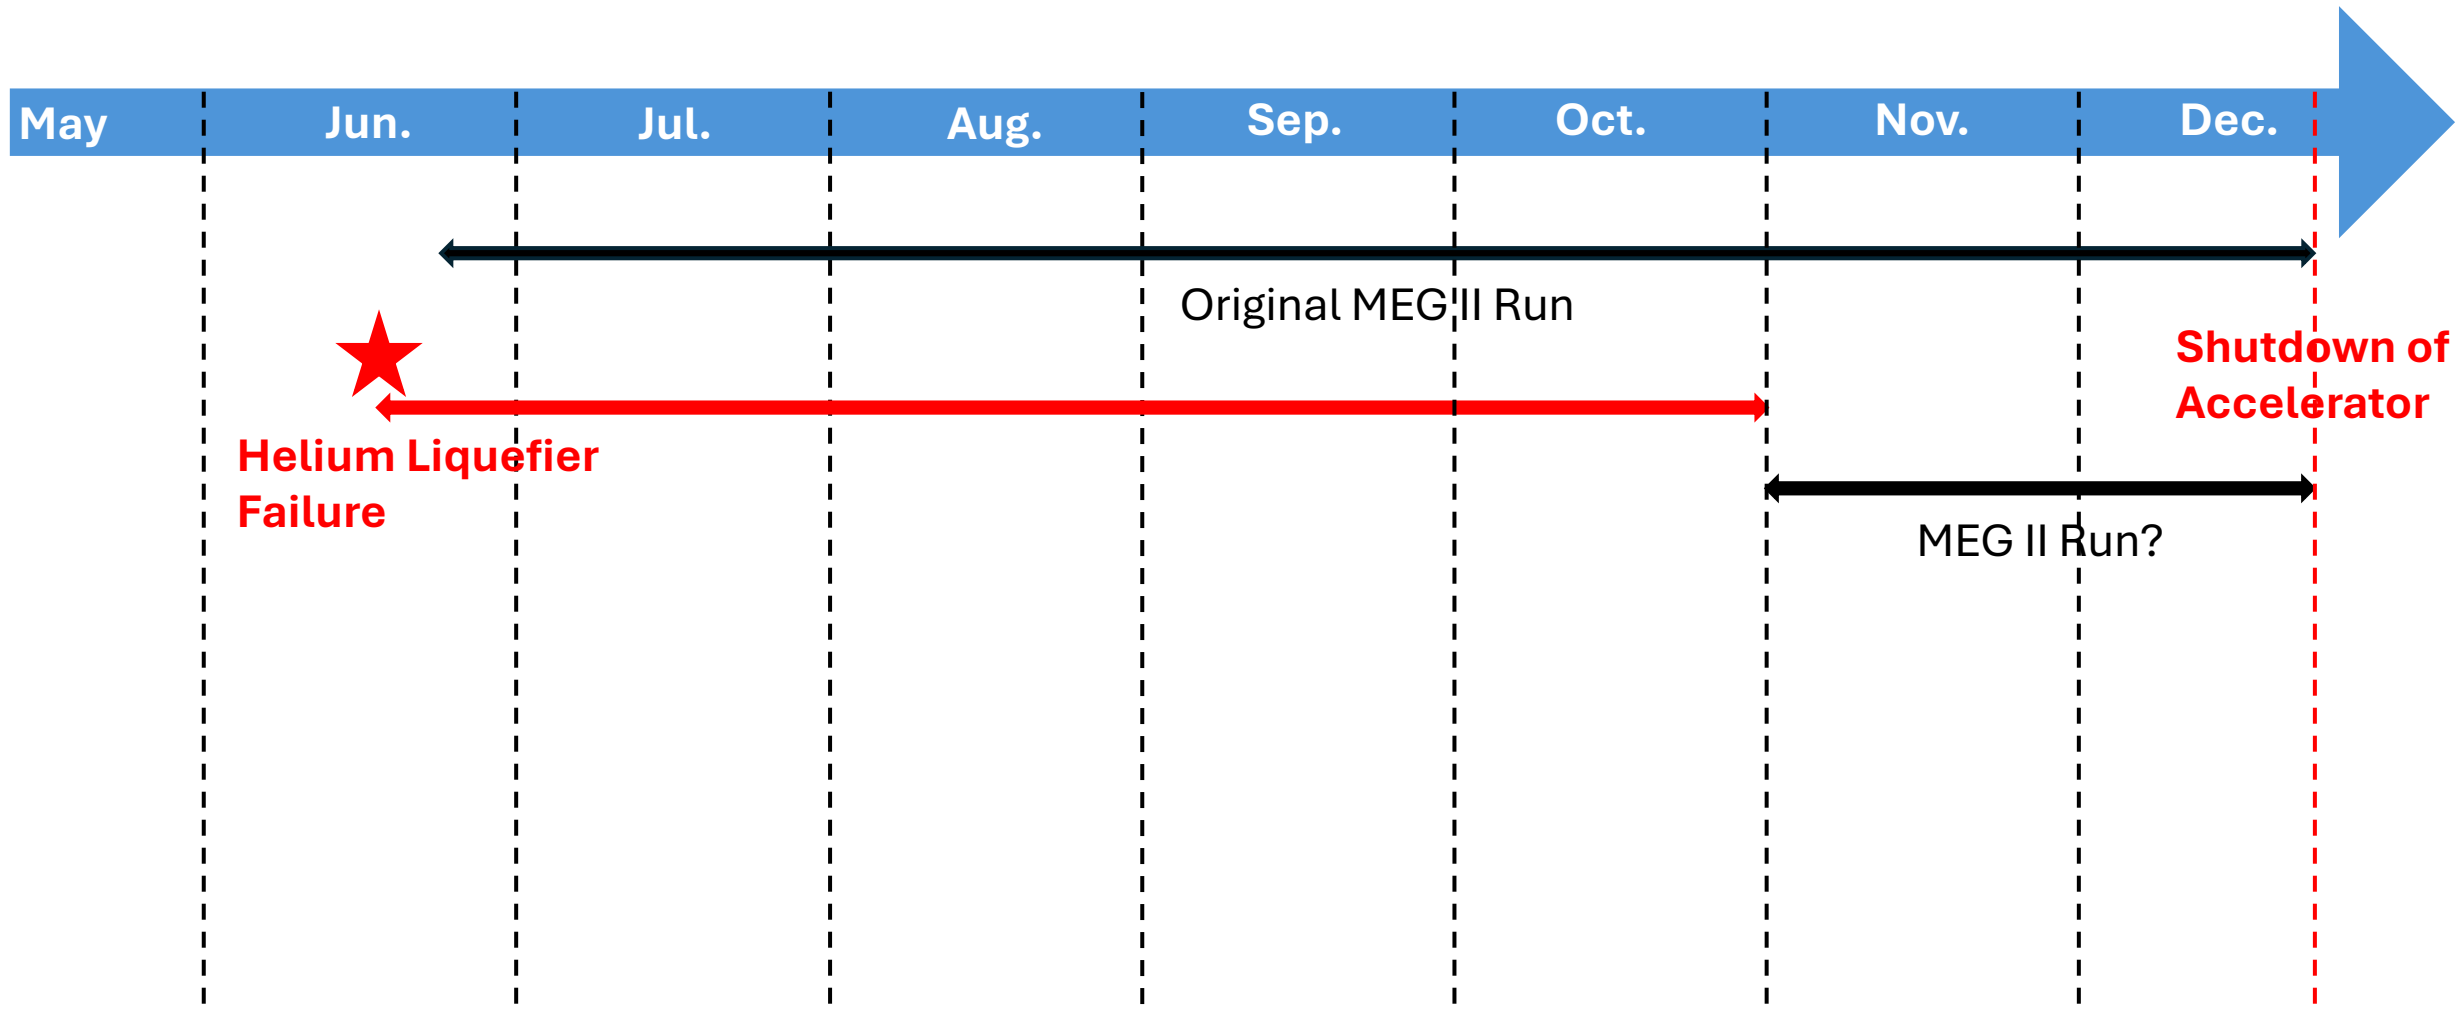 May
Jun.
Jul.
Aug.
Sep.
Oct.
Nov.
Dec.
Original MEG II Run
Shutdown of
Accelerator
Helium Liquefier
Failure
MEG II Run?